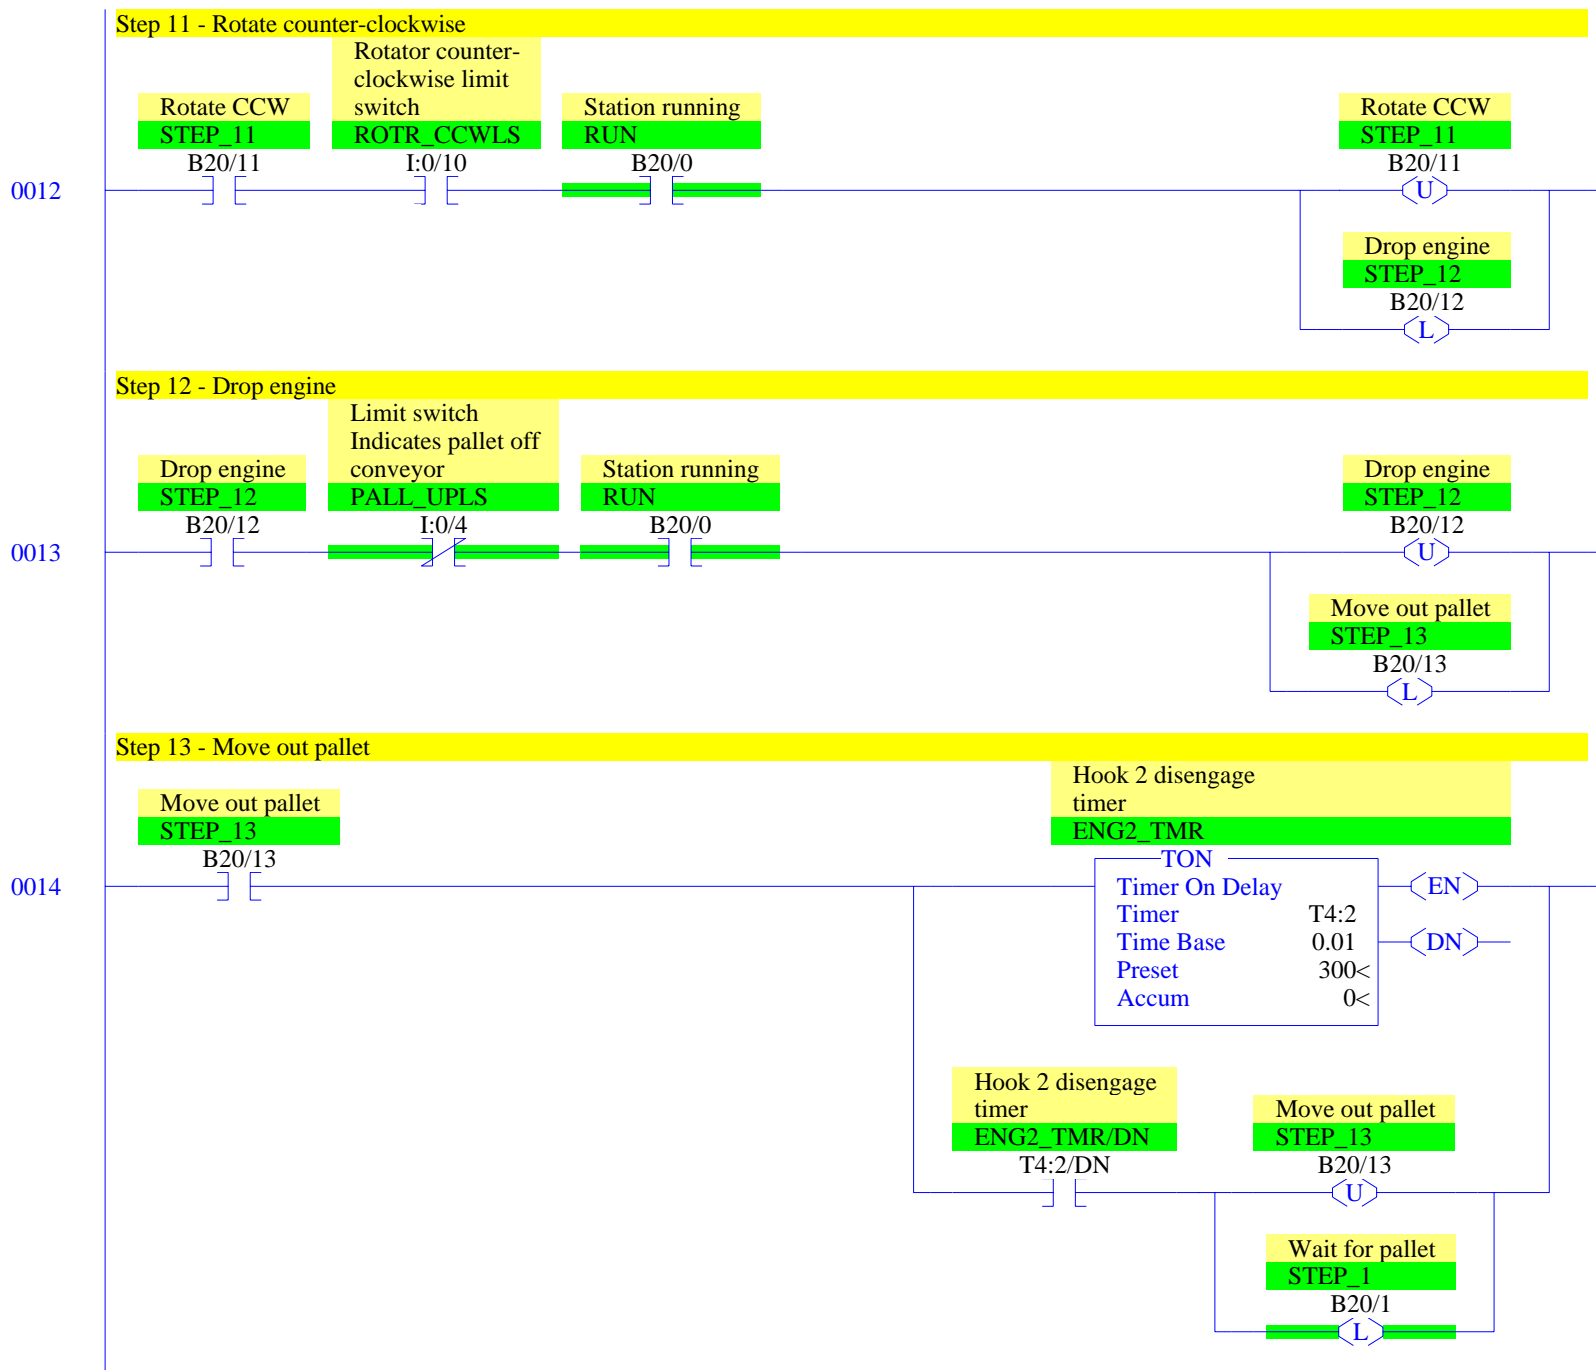 Step 11 - Rotate counter-clockwise
Rotate CCW
STEP_11
B20/11
Rotator counter-
clockwise limit
switch
ROTR_CCWLS
I:0/10
Station running
RUN
B20/0
Rotate CCW
STEP_11
B20/11
U
0012
Drop engine
STEP_12
B20/12
L
Step 12 - Drop engine
Drop engine
STEP_12
B20/12
Limit switch
Indicates pallet off
conveyor
PALL_UPLS
I:0/4
Station running
RUN
B20/0
Drop engine
STEP_12
B20/12
U
0013
Move out pallet
STEP_13
B20/13
L
Step 13 - Move out pallet
Move out pallet
STEP_13
B20/13
0014
Hook 2 disengage
timer
ENG2_TMR
TON
Timer On Delay
Timer T4:2
Time Base 0.01
Preset 300<
Accum 0<
EN
DN
Hook 2 disengage
timer
ENG2_TMR/DN
T4:2/DN
Move out pallet
STEP_13
B20/13
U
Wait for pallet
STEP_1
B20/1
L